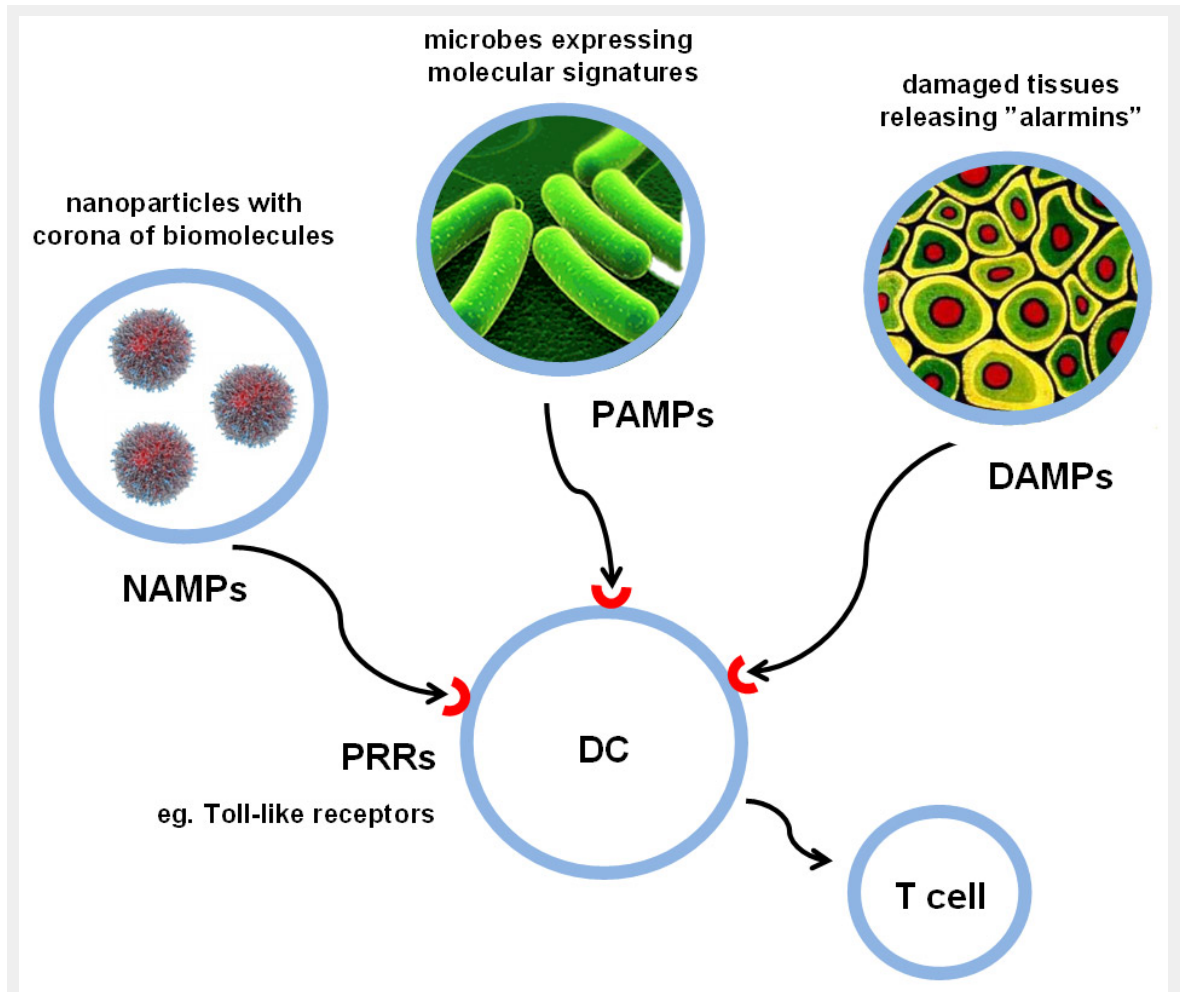 microbes expressing
molecular signatures
damaged tissues
releasing ”alarmins”
nanoparticles with
corona of biomolecules
PAMPs
DAMPs
NAMPs
PRRs
DC
eg. Toll-like receptors
T cell